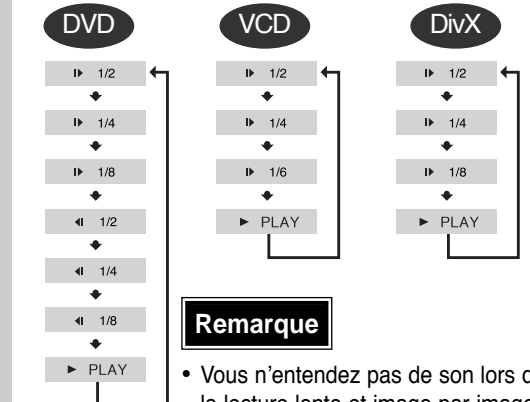 DVD
VCD
DivX
1/2
1/4
1/8
1/2
1/4
1/8
PLAY
1/2
1/4
1/6
PLAY
1/2
1/4
1/8
PLAY
Remarque
• Vous n'entendez pas de son lors
la lecture lente et image par image